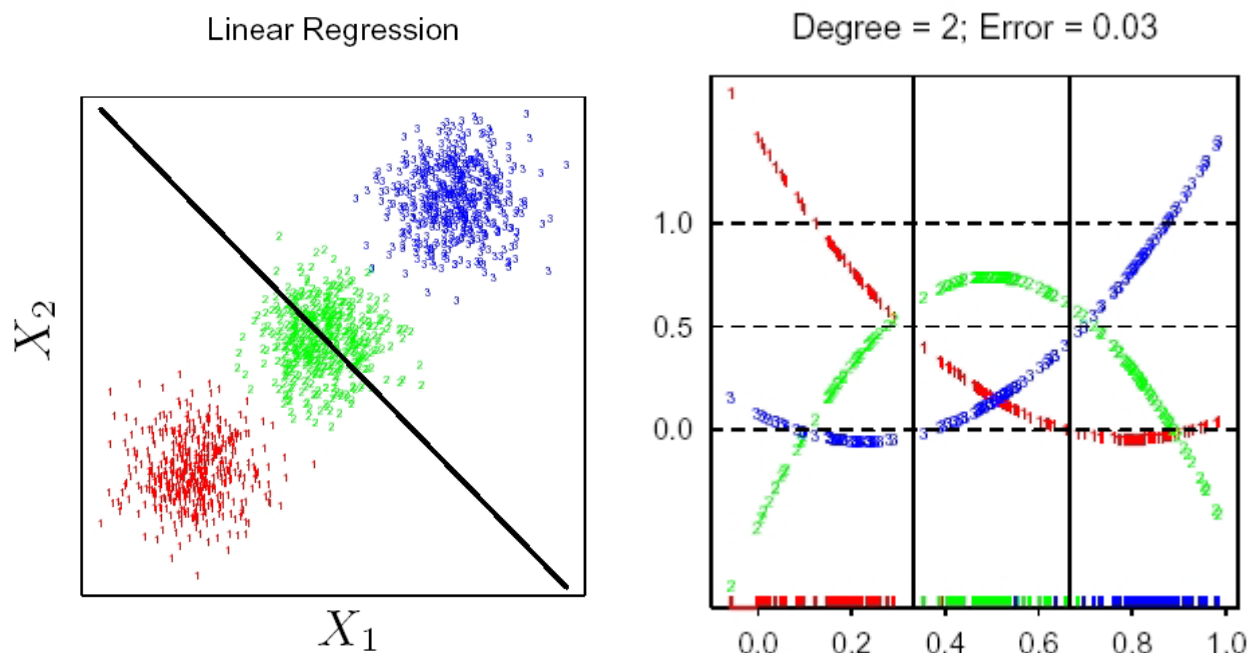 Linear Regression
X2
X1
Degree = 2; Error = 0.03
1.0
0.5
0.0
0.0 0.2 0.4 0.6 0.8 1.0